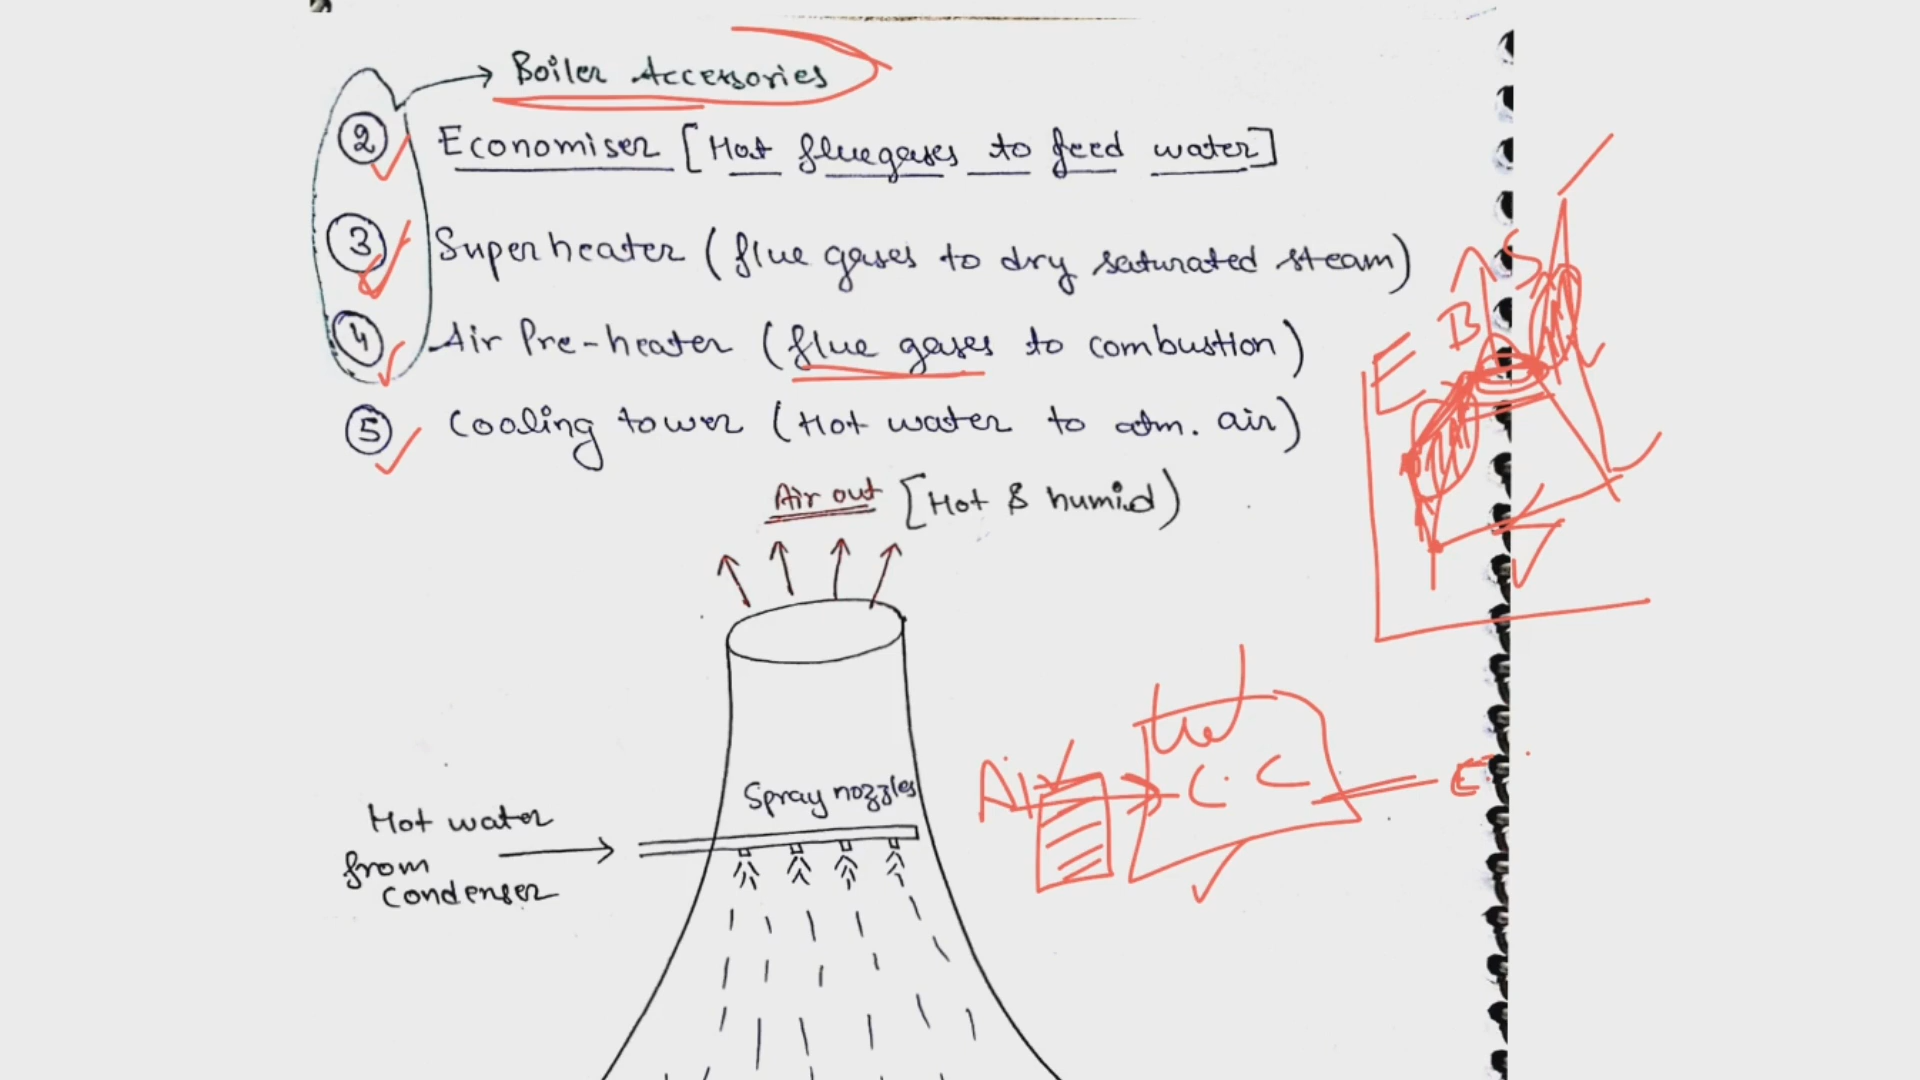 Boiler Accessories
② Economiser [Hot flue gases to feed water]
③ Superheater (flue gases to dry saturated steam)
④ Air Pre-heater (flue gases to combustion)
⑤ Cooling tower (Hot water to atm. air)
Air out [Hot & humid)
E B S
Spray nozzles
Hot water
from
condenser
Air
C.C
E